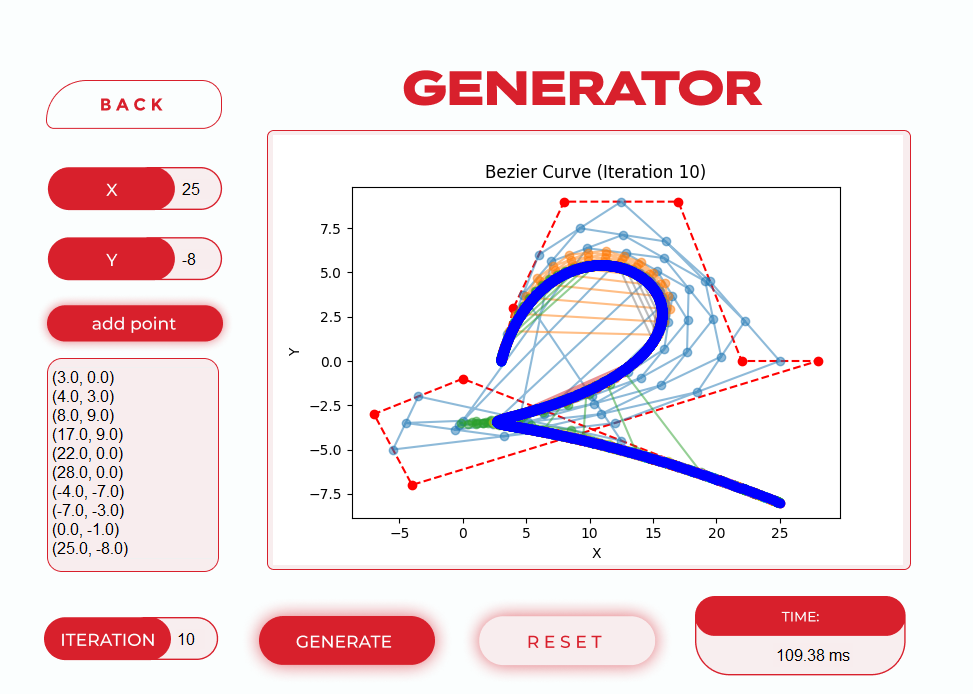 GENERATOR
BACK
X 25
Y -8
add point
(3.0, 0.0)
(4.0, 3.0)
(8.0, 9.0)
(17.0, 9.0)
(22.0, 0.0)
(28.0, 0.0)
(-4.0, -7.0)
(-7.0, -3.0)
(0.0, -1.0)
(25.0, -8.0)
Bezier Curve (Iteration 10)
Y
7.5
5.0
2.5
0.0
−2.5
−5.0
−7.5
−5 0 5 10 15 20 25
X
ITERATION 10
GENERATE
RESET
TIME:
109.38 ms